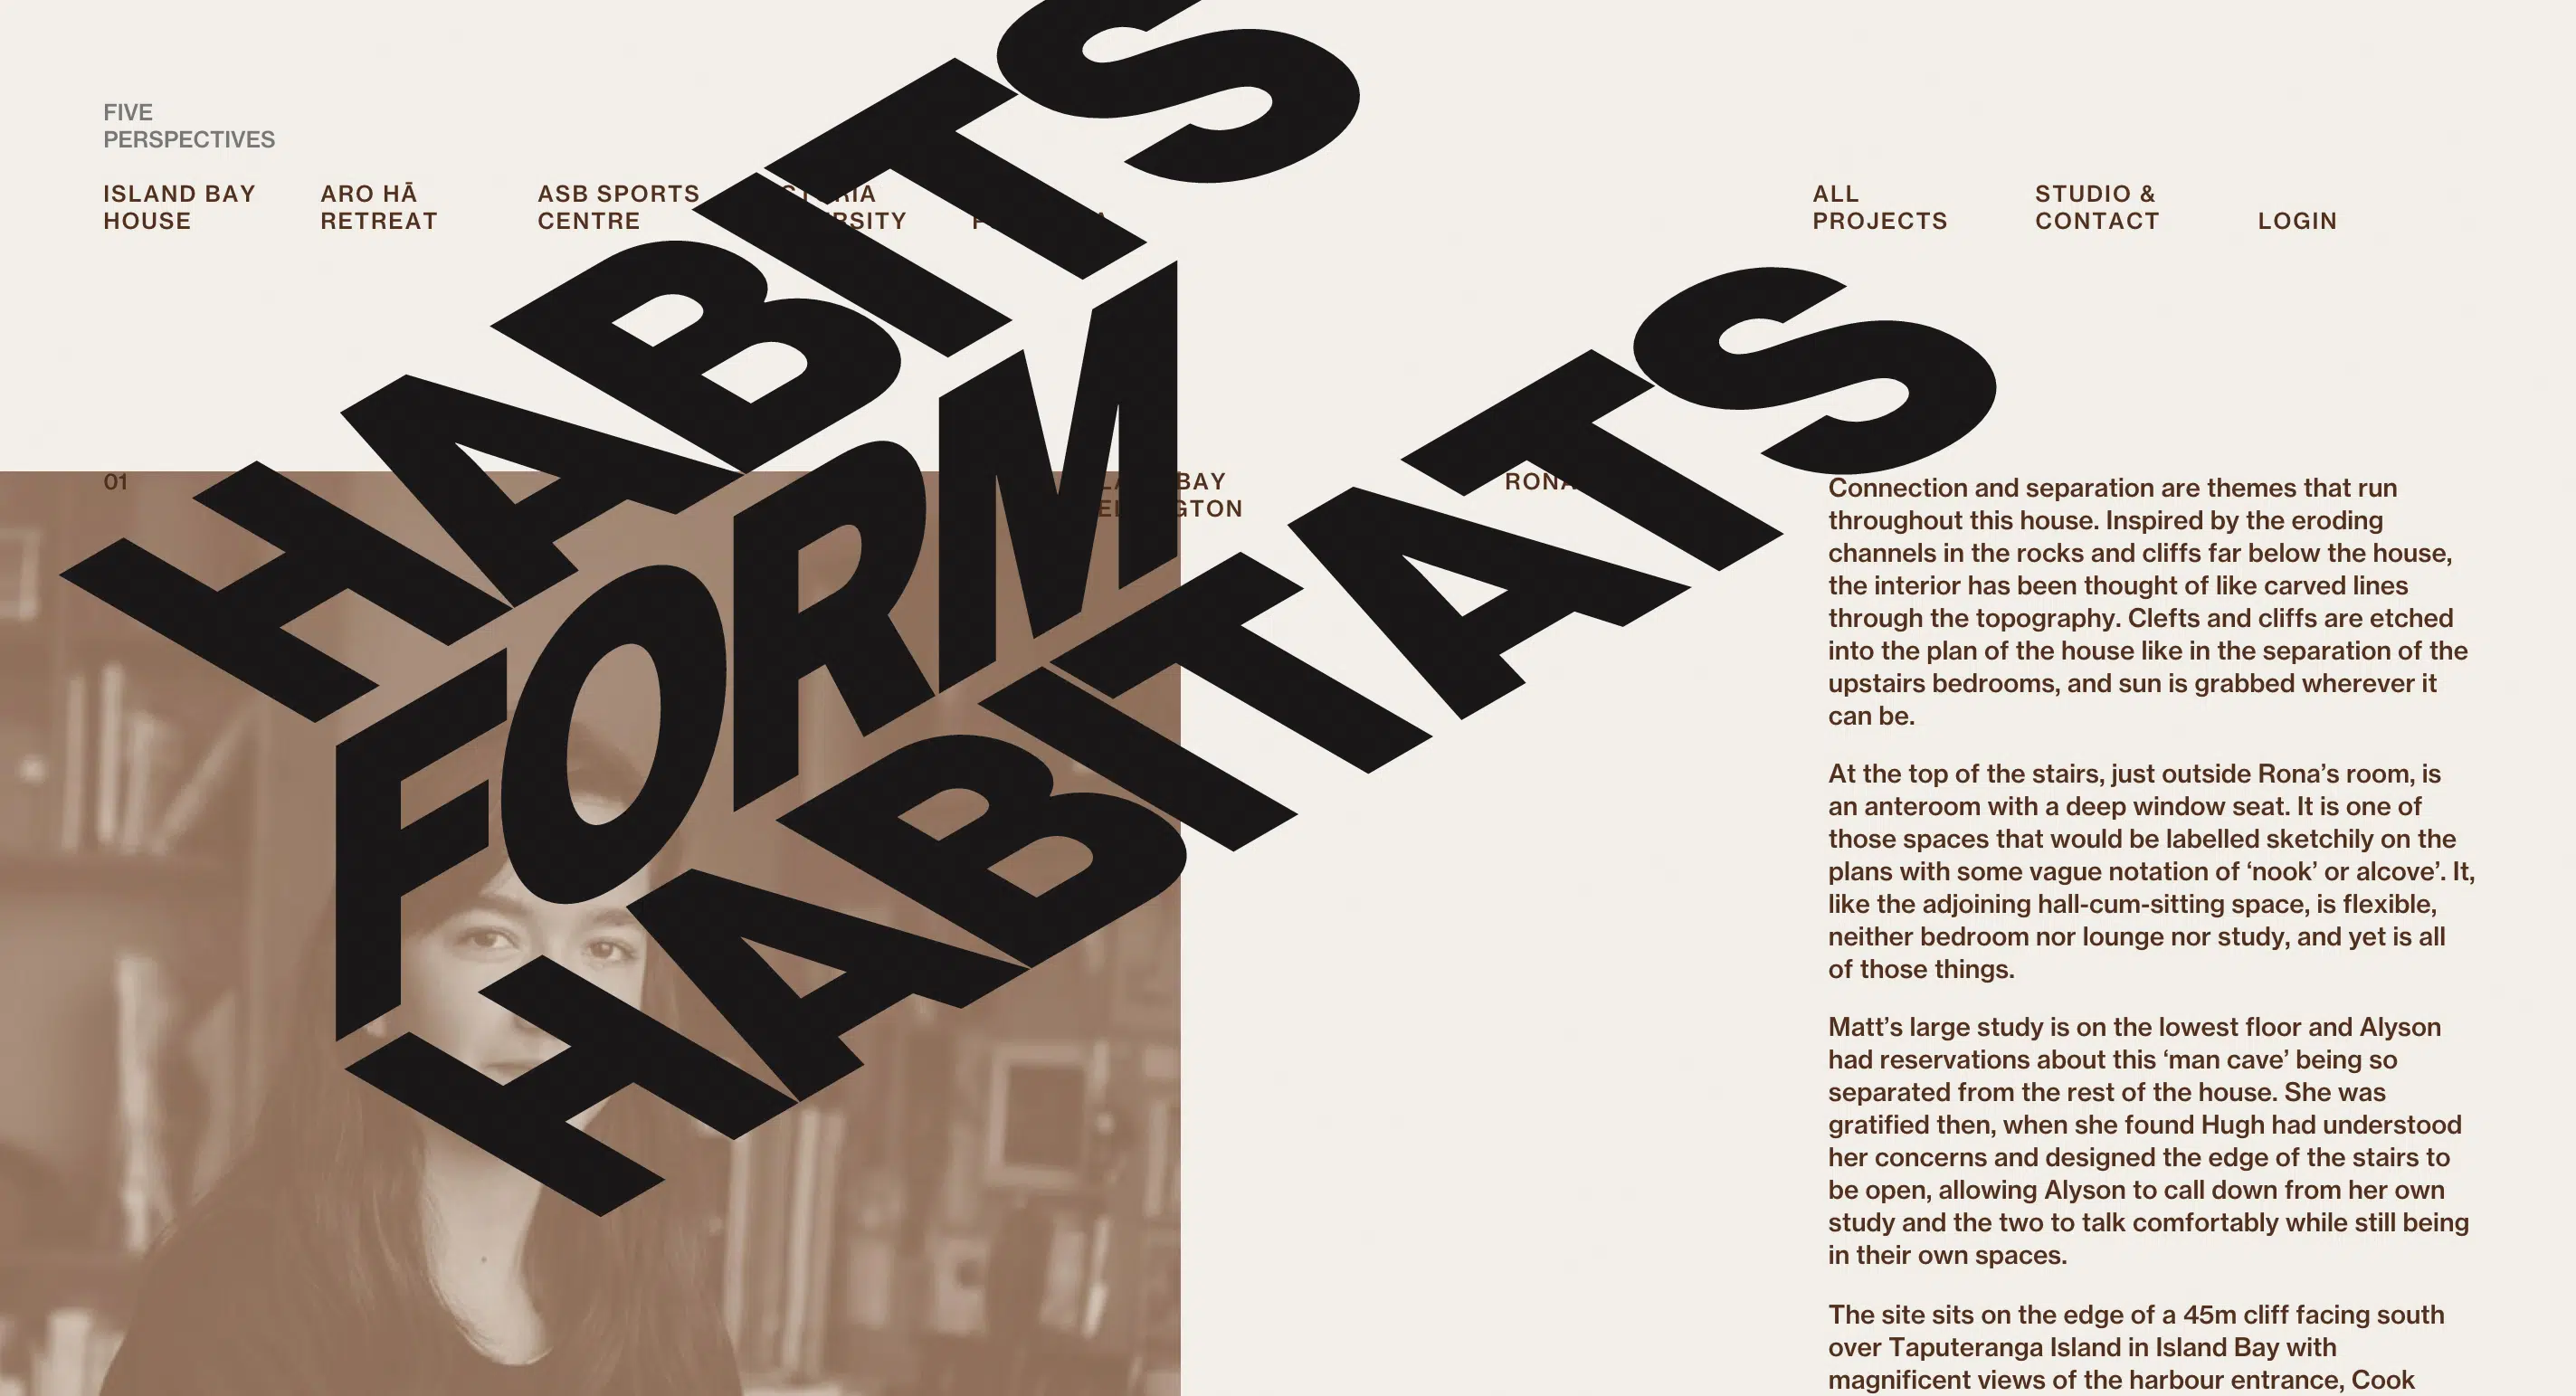 FIVE
PERSPECTIVES
ISLAND BAY
HOUSE
ARO HĀ
RETREAT
ASB SPORTS
CENTRE
ALL
PROJECTS
STUDIO &
CONTACT
LOGIN
HABITS
FORM
HABITATS
01
BAY
Connection and separation are themes that run
throughout this house. Inspired by the eroding
channels in the rocks and cliffs far below the house,
the interior has been thought of like carved lines
through the topography. Clefts and cliffs are etched
into the plan of the house like in the separation of the
upstairs bedrooms, and sun is grabbed wherever it
can be.
At the top of the stairs, just outside Rona’s room, is
an anteroom with a deep window seat. It is one of
those spaces that would be labelled sketchily on the
plans with some vague notation of ‘nook’ or alcove’. It,
like the adjoining hall-cum-sitting space, is flexible,
neither bedroom nor lounge nor study, and yet is all
of those things.
Matt’s large study is on the lowest floor and Alyson
had reservations about this ‘man cave’ being so
separated from the rest of the house. She was
gratified then, when she found Hugh had understood
her concerns and designed the edge of the stairs to
be open, allowing Alyson to call down from her own
study and the two to talk comfortably while still being
in their own spaces.
The site sits on the edge of a 45m cliff facing south
over Taputeranga Island in Island Bay with
magnificent views of the harbour entrance, Cook